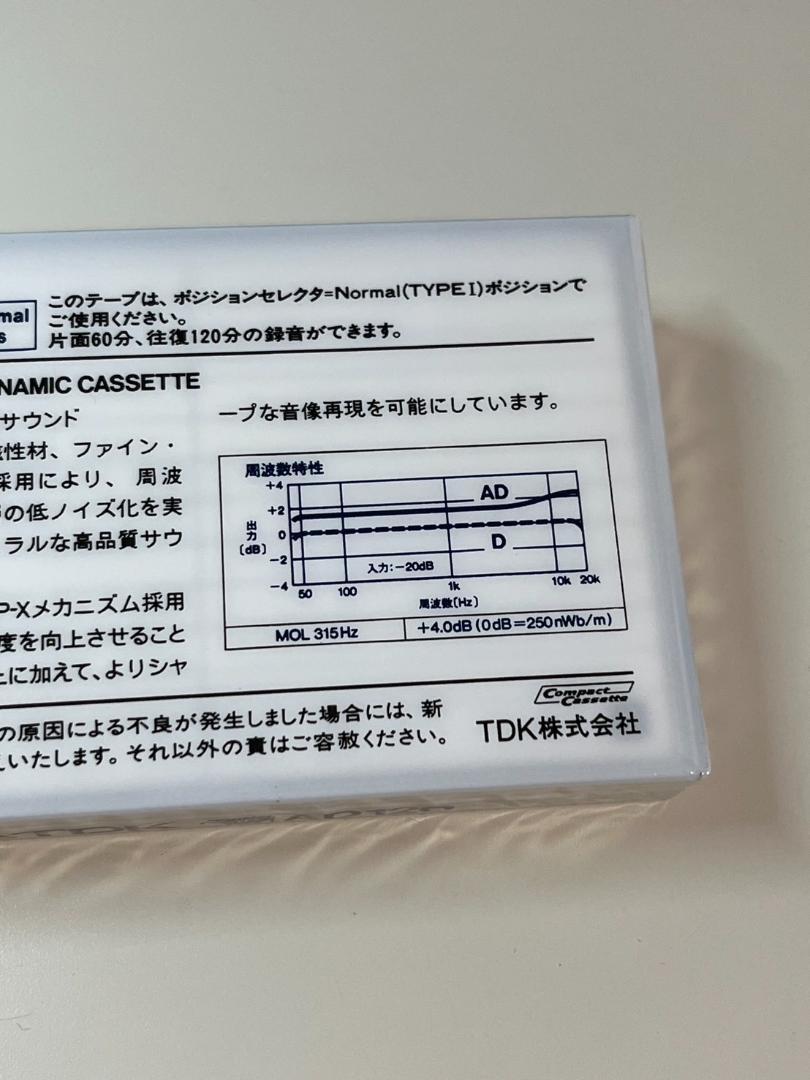 mal
s
このテープは、ポジションセレクタ=Normal(TYPE I)ポジションで
ご使用ください。
片面60分、往復120分の録音ができます。
NAMIC CASSETTE
サウンド
性材、ファイン・
採用により、周波
の低ノイズ化を実
ラルな高品質サウ
P-Xメカニズム採用
度を向上させること
に加えて、よりシャ
ープな音像再現を可能にしています。
周波数特性
出力
(dB)
+4
+2
0
-2
-4
AD
D
入力:-20dB
50 100 1k 10k 20k
周波数(Hz)
MOL 315Hz
+4.0dB (0dB=250nWb/m)
の原因による不良が発生しました場合には、新
いたします。それ以外の責はご容赦ください。
Compact
Cassette
TDK株式会社
TDK